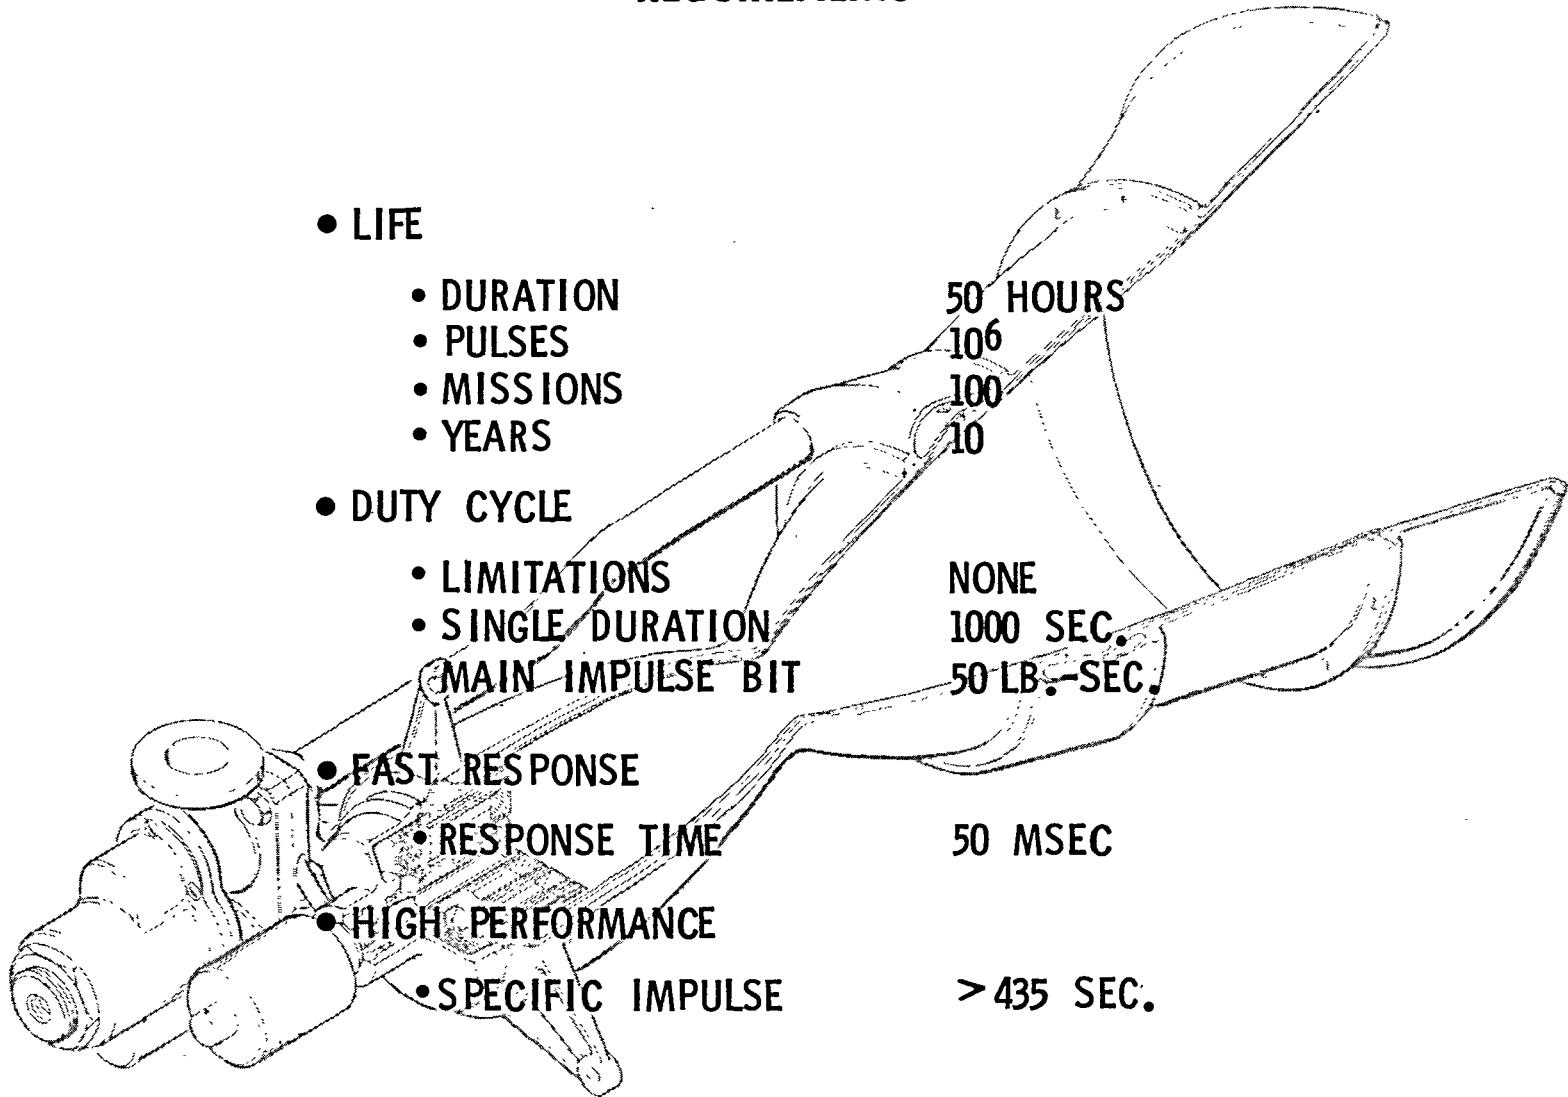 • LIFE
• DURATION 50 HOURS
• PULSES 10⁶
• MISSIONS 100
• YEARS 10
• DUTY CYCLE
• LIMITATIONS NONE
• SINGLE DURATION 1000 SEC.
MAIN IMPULSE BIT 50 LB.-SEC.
• FAST RESPONSE
• RESPONSE TIME 50 MSEC
• HIGH PERFORMANCE
• SPECIFIC IMPULSE > 435 SEC.